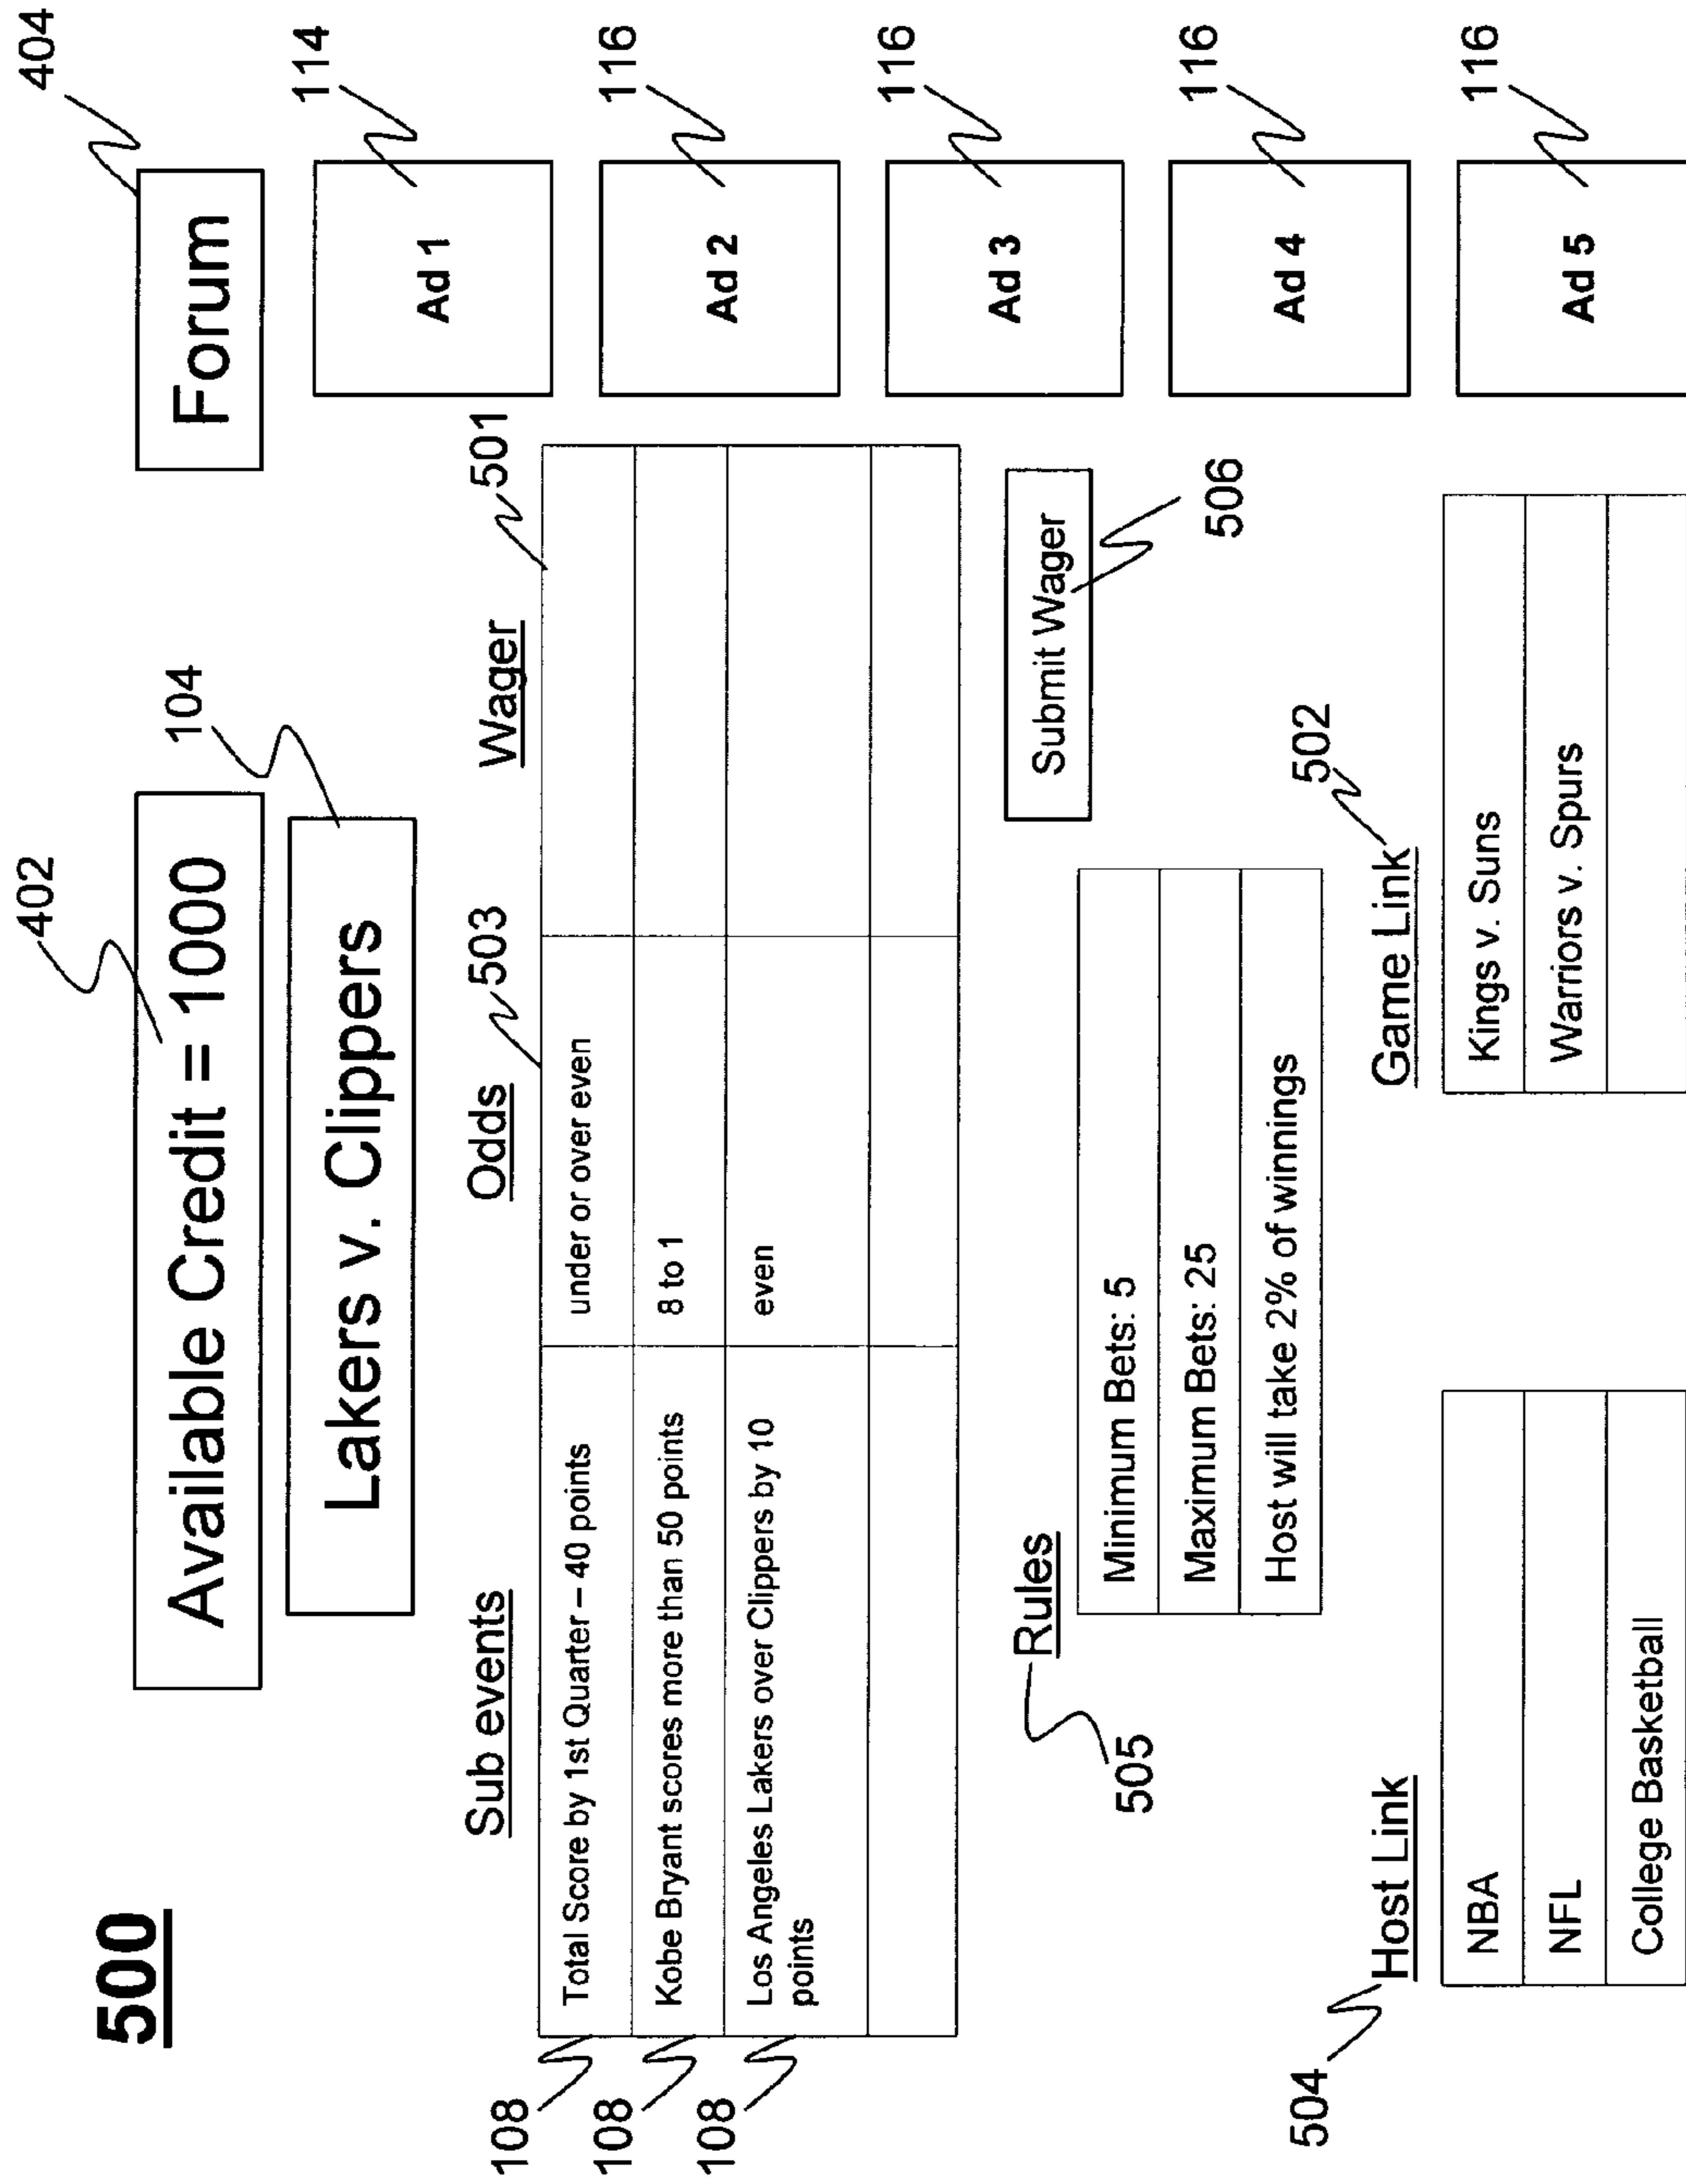 500
402
404
Available Credit = 1000
Forum
104
Lakers v. Clippers
114
Ad 1
Sub events
Odds
503
Wager
501
108
Total Score by 1st Quarter – 40 points
under or over even
108
Kobe Bryant scores more than 50 points
8 to 1
108
Los Angeles Lakers over Clippers by 10
points
even
116
Ad 2
505
Rules
Submit Wager
506
116
Ad 3
Minimum Bets: 5
Maximum Bets: 25
Host will take 2% of winnings
116
Ad 4
504
Host Link
Game Link
502
NBA
NFL
College Basketball
Kings v. Suns
Warriors v. Spurs
116
Ad 5